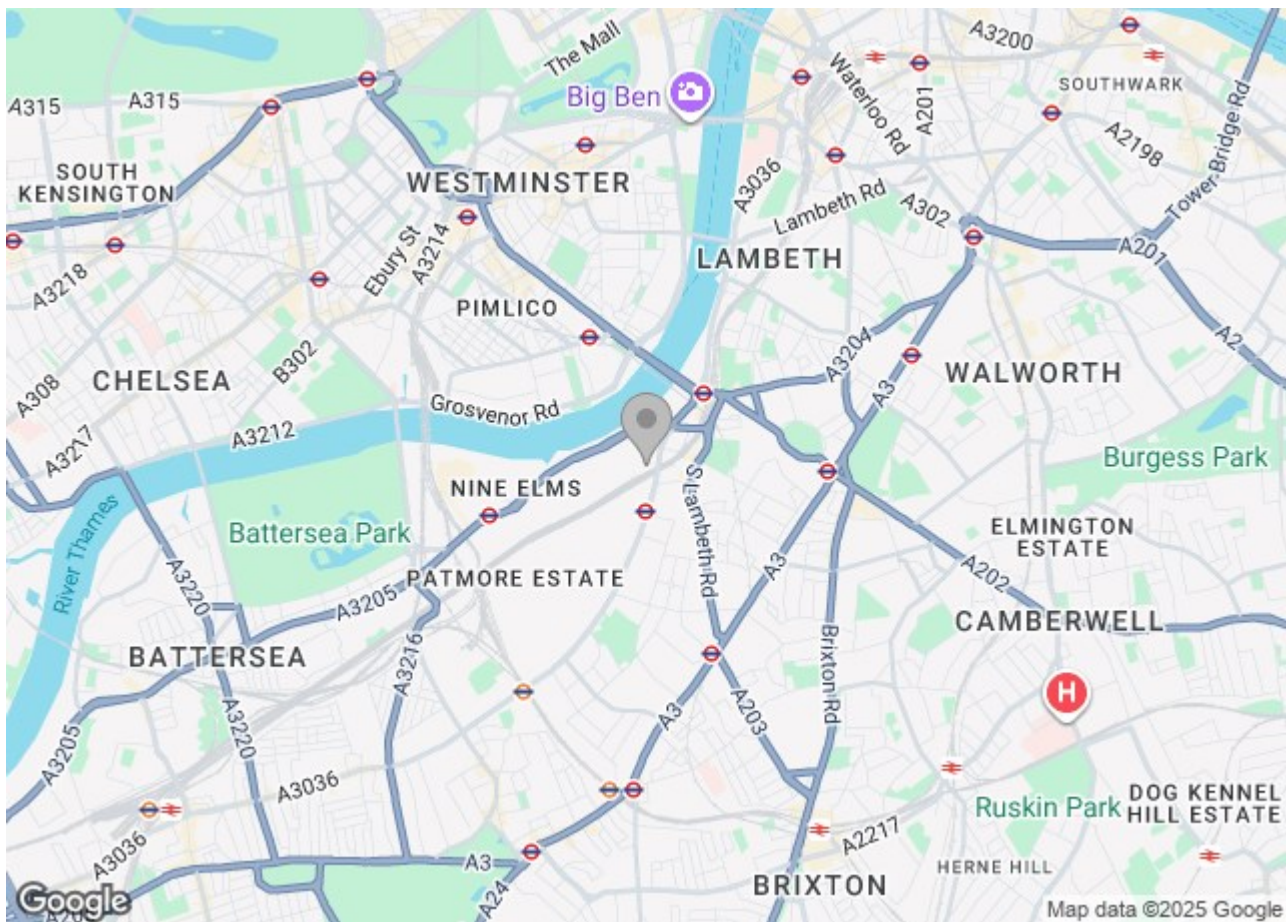 The Mall
A3200
A315
A315
Big Ben
Waterloo Rd
A201
SOUTHWARK
A2198
Tower Bridge Rd
SOUTH
KENSINGTON
WESTMINSTER
A3036
Lambeth Rd
A302
A3214
Ebury St
LAMBETH
A201
A3218
PIMLICO
A2
B302
A3204
A308
CHELSEA
A3
WALWORTH
Grosvenor Rd
A3212
A3217
Burgess Park
NINE ELMS
S Lambeth Rd
Battersea Park
ELMINGTON
ESTATE
River Thames
A3220
PATMORE ESTATE
A3
A202
A3205
CAMBERWELL
A3216
Brixton Rd
BATTERSEA
H
A203
A3
A3220
A3205
A3036
Ruskin Park
DOG KENNEL
HILL ESTATE
A2217
A3036
A3
HERNE HILL
A24
BRIXTON
Google
Map data ©2025 Google